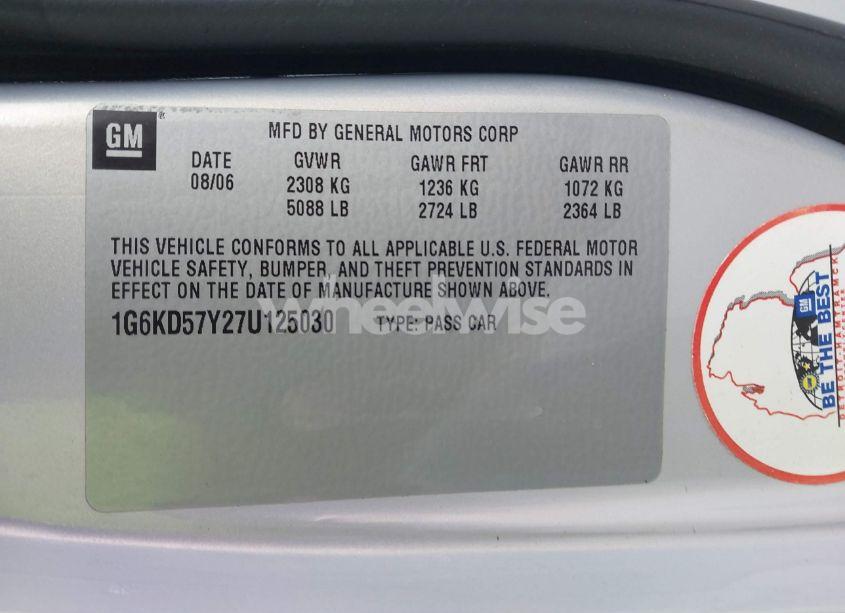 GM
MFD BY GENERAL MOTORS CORP
DATE GVWR GAWR FRT GAWR RR
08/06 2308 KG 1236 KG 1072 KG
5088 LB 2724 LB 2364 LB
THIS VEHICLE CONFORMS TO ALL APPLICABLE U.S. FEDERAL MOTOR
VEHICLE SAFETY, BUMPER, AND THEFT PREVENTION STANDARDS IN
EFFECT ON THE DATE OF MANUFACTURE SHOWN ABOVE.
1G6KD57Y27U125030 TYPE: PASS CAR
wheelwise
GM
BE THE BEST
DETROIT-HAMTRAMCK